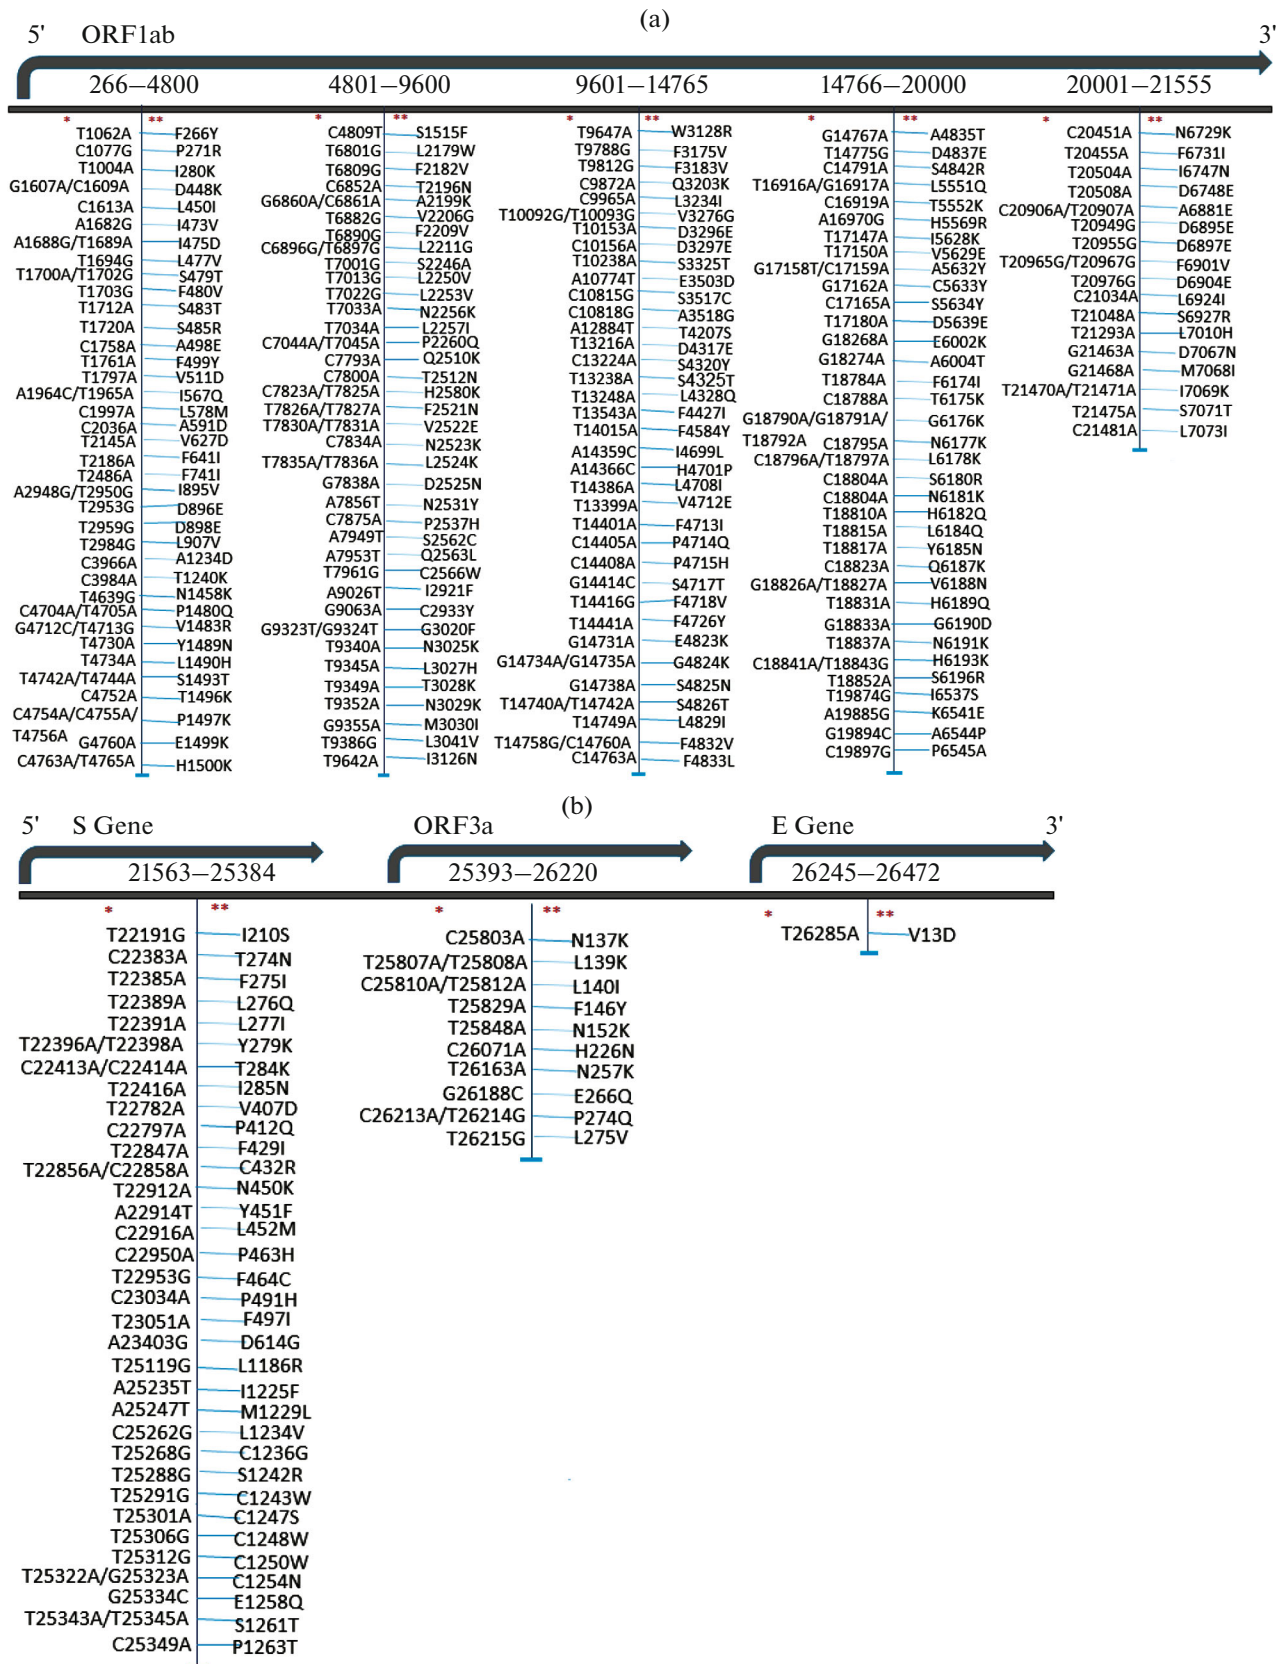 (a)
5' ORF1ab 3'
266–4800 4801–9600 9601–14765 14766–20000 20001–21555
* ** * ** * ** * ** * **
T1062A F266Y
C1077G P271R
T1004A I280K
G1607A/C1609A D448K
C1613A L450I
A1682G I473V
A1688G/T1689A I475D
T1694G L477V
T1700A/T1702G S479T
T1703G F480V
T1712A S483T
T1720A S485R
C1758A A498E
T1761A F499Y
T1797A V511D
A1964C/T1965A I567Q
C1997A L578M
C2036A A591D
T2145A V627D
T2186A F641I
T2486A F741I
A2948G/T2950G I895V
T2953G D896E
T2959G D898E
T2984G L907V
C3966A A1234D
C3984A T1240K
T4639G N1458K
C4704A/T4705A P1480Q
G4712C/T4713G V1483R
T4730A Y1489N
T4734A L1490H
T4742A/T4744A S1493T
C4752A T1496K
C4754A/C4755A/ P1497K
T4756A
G4760A E1499K
C4763A/T4765A H1500K
C4809T S1515F
T6801G L2179W
T6809G F2182V
C6852A T2196N
G6860A/C6861A A2199K
T6882G V2206G
T6890G F2209V
C6896G/T6897G L2211G
T7001G S2246A
T7013G L2250V
T7022G L2253V
T7033A N2256K
T7034A L2257I
C7044A/T7045A P2260Q
C7793A Q2510K
C7800A T2512N
C7823A/T7825A H2580K
T7826A/T7827A F2521N
T7830A/T7831A V2522E
C7834A N2523K
T7835A/T7836A L2524K
G7838A D2525N
A7856T N2531Y
C7875A P2537H
A7949T S2562C
A7953T Q2563L
T7961G C2566W
A9026T I2921F
G9063A C2933Y
G9323T/G9324T G3020F
T9340A N3025K
T9345A L3027H
T9349A T3028K
T9352A N3029K
G9355A M3030I
T9386G L3041V
T9642A I3126N
T9647A W3128R
T9788G F3175V
T9812G F3183V
C9872A Q3203K
C9965A L3234I
T10092G/T10093G V3276G
T10153A D3296E
C10156A D3297E
T10238A S3325T
A10774T E3503D
C10815G S3517C
C10818G A3518G
A12884T T4207S
T13216A D4317E
C13224A S4320Y
T13238A S4325T
T13248A L4328Q
T13543A F4427I
T14015A F4584Y
A14359C I4699L
A14366C H4701P
T14386A L4708I
T13399A V4712E
T14401A F4713I
C14405A P4714Q
C14408A P4715H
G14414C S4717T
T14416G F4718V
T14441A F4726Y
G14731A E4823K
G14734A/G14735A G4824K
G14738A S4825N
T14740A/T14742A S4826T
T14749A L4829I
T14758G/C14760A F4832V
C14763A F4833L
G14767A A4835T
T14775G D4837E
C14791A S4842R
T16916A/G16917A L5551Q
C16919A T5552K
A16970G H5569R
T17147A I5628K
T17150A V5629E
G17158T/C17159A A5632Y
G17162A C5633Y
C17165A S5634Y
T17180A D5639E
G18268A E6002K
G18274A A6004T
T18784A F6174I
C18788A T6175K
G18790A/G18791A/ G6176K
T18792A
C18795A N6177K
C18796A/T18797A L6178K
C18804A S6180R
C18804A N6181K
T18810A H6182Q
T18815A L6184Q
T18817A Y6185N
C18823A Q6187K
G18826A/T18827A V6188N
T18831A H6189Q
G18833A G6190D
T18837A N6191K
C18841A/T18843G H6193K
T18852A S6196R
T19874G I6537S
A19885G K6541E
G19894C A6544P
C19897G P6545A
C20451A N6729K
T20455A F6731I
T20504A I6747N
T20508A D6748E
C20906A/T20907A A6881E
T20949G D6895E
T20955G D6897E
T20965G/T20967G F6901V
T20976G D6904E
C21034A L6924I
T21048A S6927R
T21293A L7010H
G21463A D7067N
G21468A M7068I
T21470A/T21471A I7069K
T21475A S7071T
C21481A L7073I
(b)
5' S Gene ORF3a E Gene 3'
21563–25384 25393–26220 26245–26472
* ** * ** * **
T22191G I210S
C22383A T274N
T22385A F275I
T22389A L276Q
T22391A L277I
T22396A/T22398A Y279K
C22413A/C22414A T284K
T22416A I285N
T22782A V407D
C22797A P412Q
T22847A F429I
T22856A/C22858A C432R
T22912A N450K
A22914T Y451F
C22916A L452M
C22950A P463H
T22953G F464C
C23034A P491H
T23051A F497I
A23403G D614G
T25119G L1186R
A25235T I1225F
A25247T M1229L
C25262G L1234V
T25268G C1236G
T25288G S1242R
T25291G C1243W
T25301A C1247S
T25306G C1248W
T25312G C1250W
T25322A/G25323A C1254N
G25334C E1258Q
T25343A/T25345A S1261T
C25349A P1263T
C25803A N137K
T25807A/T25808A L139K
C25810A/T25812A L140I
T25829A F146Y
T25848A N152K
C26071A H226N
T26163A N257K
G26188C E266Q
C26213A/T26214G P274Q
T26215G L275V
T26285A V13D